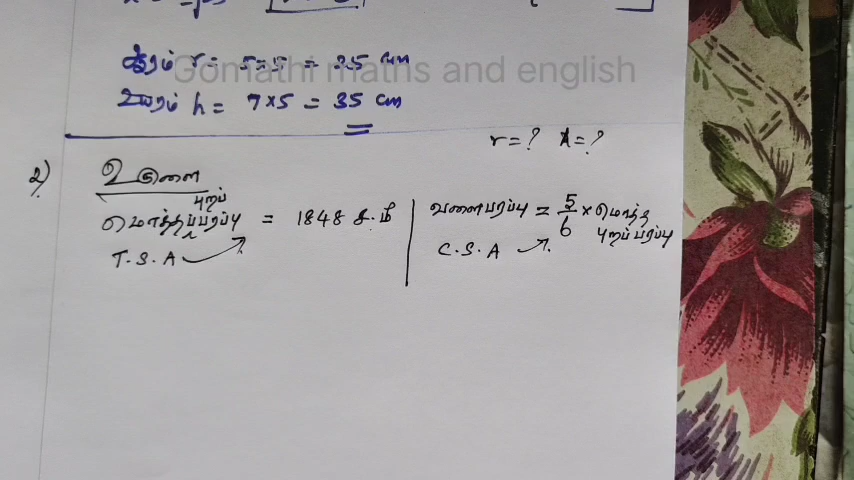 ஆரம் r = 5×5 = 25 cm
Gomathi maths and english
உயரம் h = 7×5 = 35 cm
r = ? h = ?
2) உருளை
மொத்தப் புறப்பரப்பு = 1848 ச.மீ
T.S.A
வளைபரப்பு = 5/6 × மொத்த புறப்பரப்பு
C.S.A